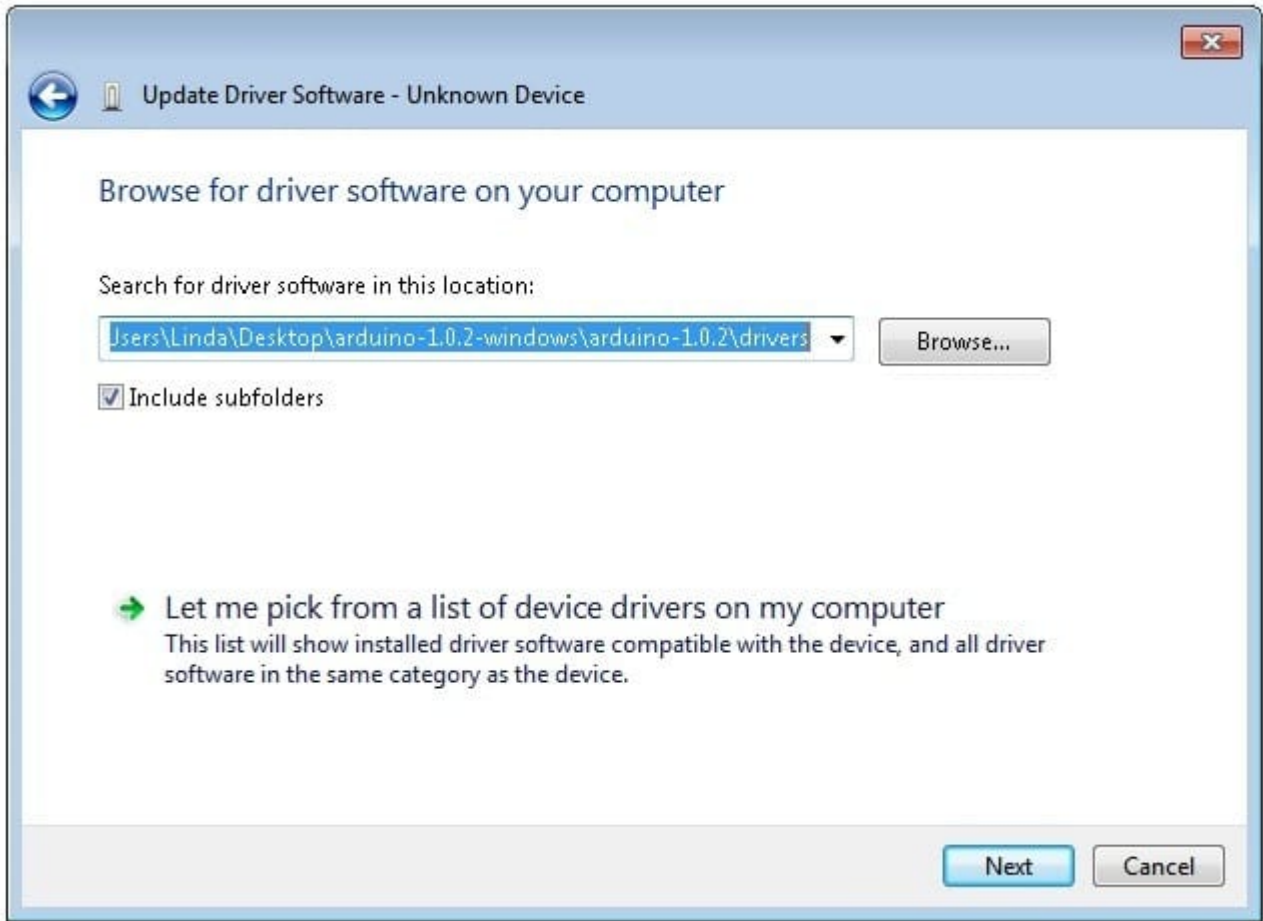 Update Driver Software - Unknown Device
Browse for driver software on your computer
Search for driver software in this location:
Jsers\Linda\Desktop\arduino-1.0.2-windows\arduino-1.0.2\drivers
Browse...
Include subfolders
Let me pick from a list of device drivers on my computer
This list will show installed driver software compatible with the device, and all driver
software in the same category as the device.
Next
Cancel